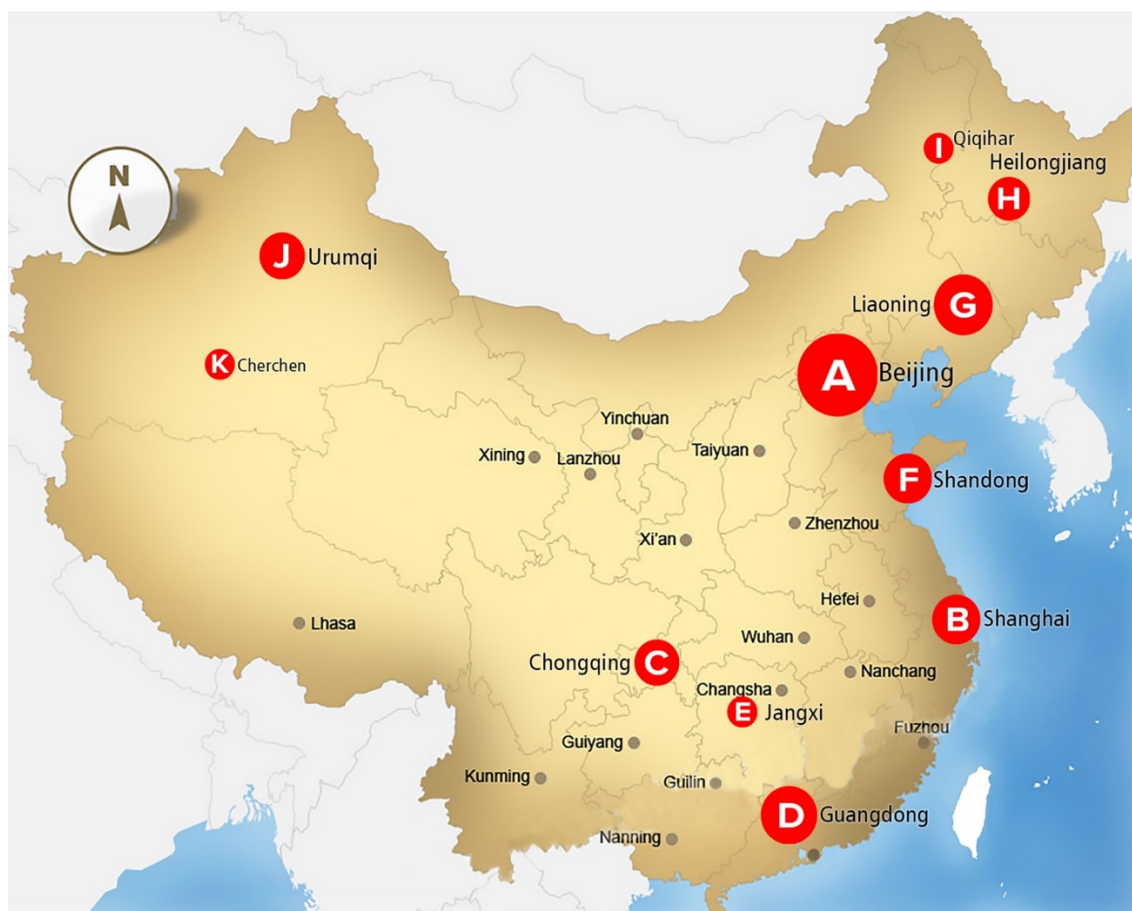 I Qiqihar
Heilongjiang
H
N
J Urumqi
Liaoning G
K Cherchen
A Beijing
Yinchuan
Xining
Lanzhou
Taiyuan
F Shandong
Zhenzhou
Xi'an
Hefei
B Shanghai
Lhasa
Wuhan
Chongqing C
Nanchang
Changsha
E Jangxi
Fuzhou
Guiyang
Kunming
Guilin
D Guangdong
Nanning